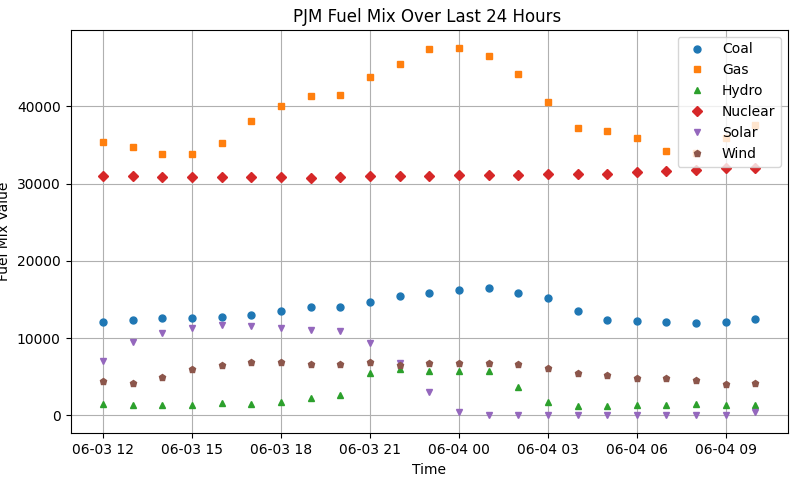 PJM Fuel Mix Over Last 24 Hours
Coal
Gas
Hydro
Nuclear
Solar
Wind
Fuel Mix Value
40000
30000
20000
10000
0
06-03 12 06-03 15 06-03 18 06-03 21 06-04 00 06-04 03 06-04 06 06-04 09
Time